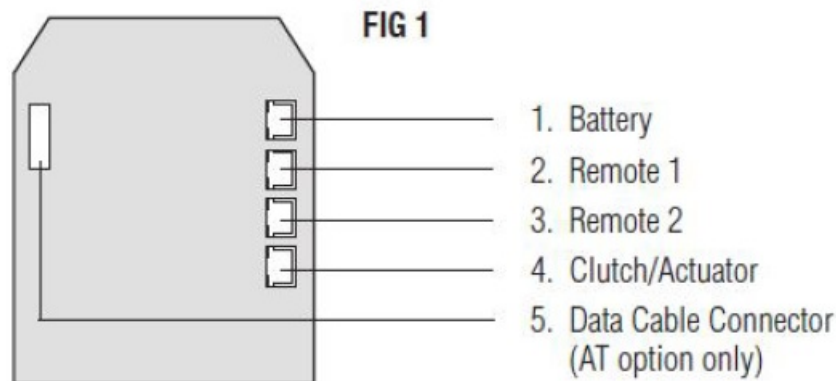 FIG 1
1. Battery
2. Remote 1
3. Remote 2
4. Clutch/Actuator
5. Data Cable Connector
(AT option only)